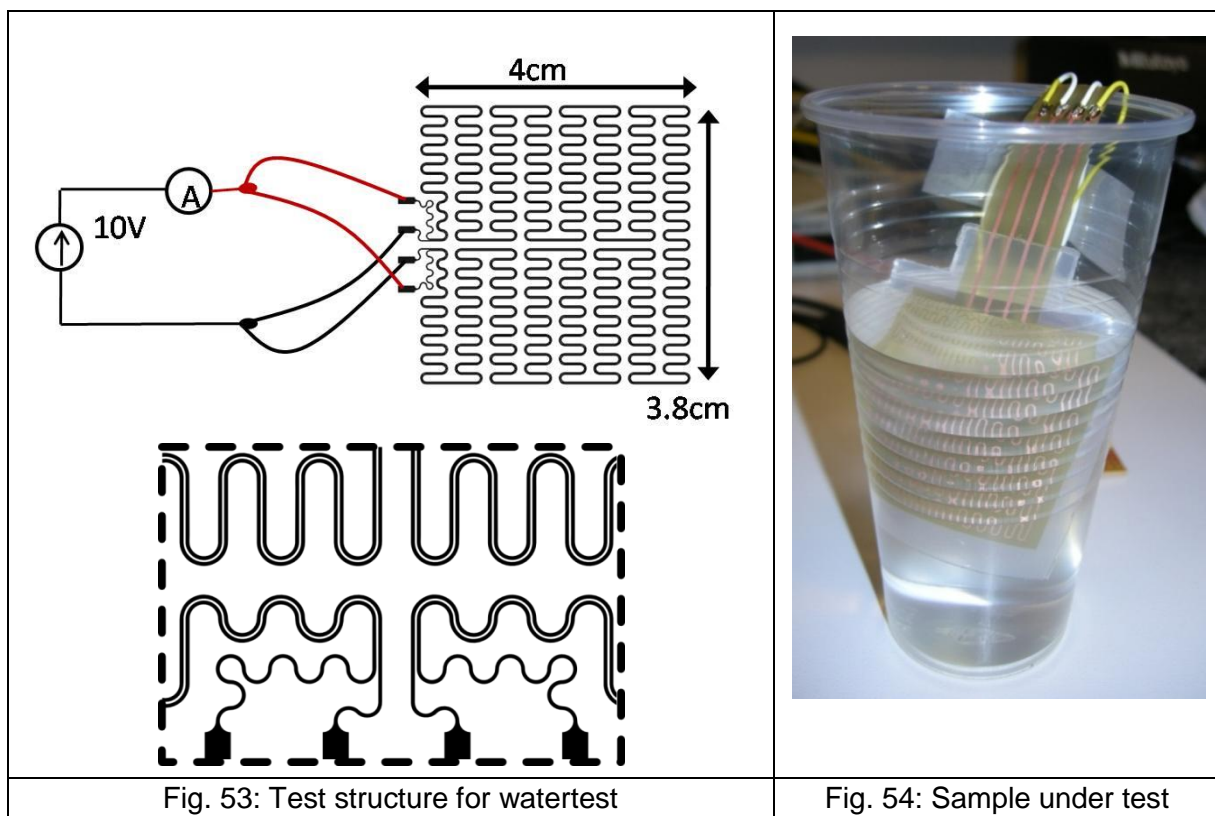 4cm
A
10V
3.8cm
Fig. 53: Test structure for watertest
Fig. 54: Sample under test